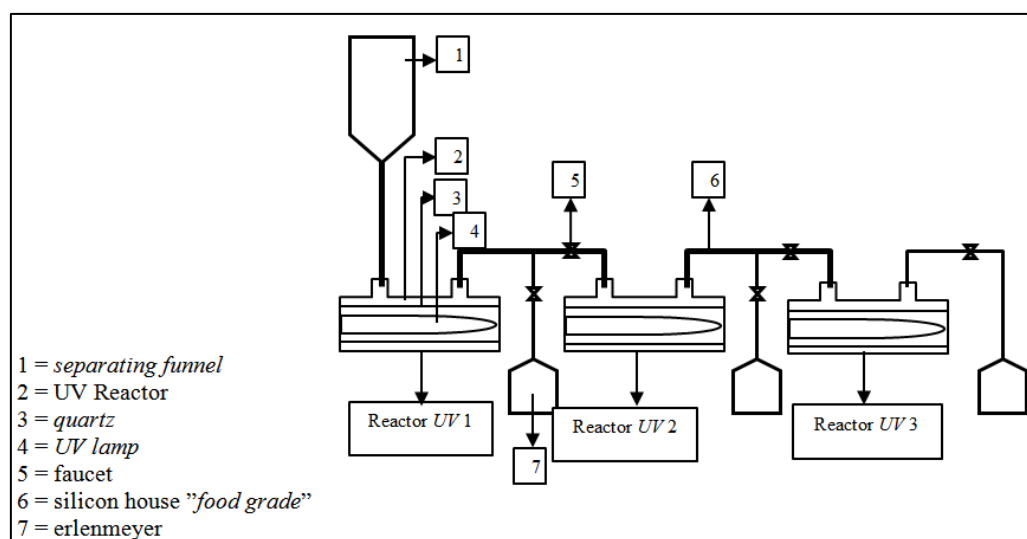 1
2
3
4
5
6
7
Reactor UV 1
Reactor UV 2
Reactor UV 3
1 = separating funnel
2 = UV Reactor
3 = quartz
4 = UV lamp
5 = faucet
6 = silicon house ”food grade”
7 = erlenmeyer